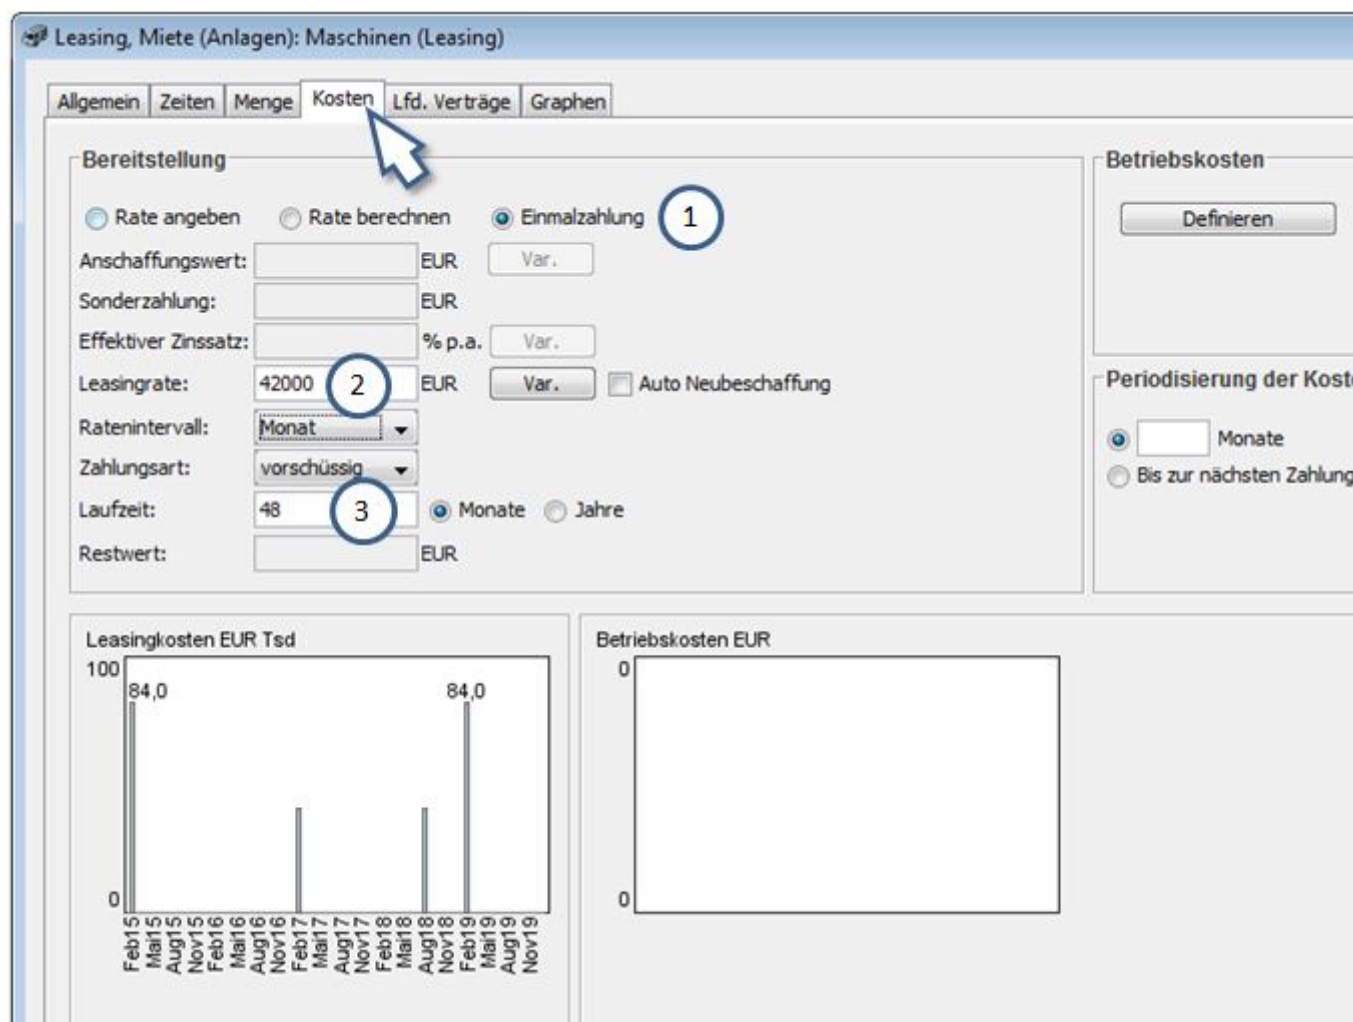 Leasing, Miete (Anlagen): Maschinen (Leasing)
Allgemein Zeiten Menge Kosten Lfd. Verträge Graphen
Bereitstellung
Rate angeben Rate berechnen Einmalzahlung 1
Anschaffungswert: EUR Var.
Sonderzahlung: EUR
Effektiver Zinssatz: % p.a. Var.
Leasingrate: 42000 2 EUR Var. Auto Neubeschaffung
Ratenintervall: Monat
Zahlungsart: vorschüssig
Laufzeit: 48 3 Monate Jahre
Restwert: EUR
Betriebskosten
Definieren
Periodisierung der Koste
Monate
Bis zur nächsten Zahlung
Leasingkosten EUR Tsd
100
84,0 84,0
0
Feb15
Mai15
Aug15
Nov15
Feb16
Mai16
Aug16
Nov16
Feb17
Mai17
Aug17
Nov17
Feb18
Mai18
Aug18
Nov18
Feb19
Mai19
Aug19
Nov19
Betriebskosten EUR
0
0